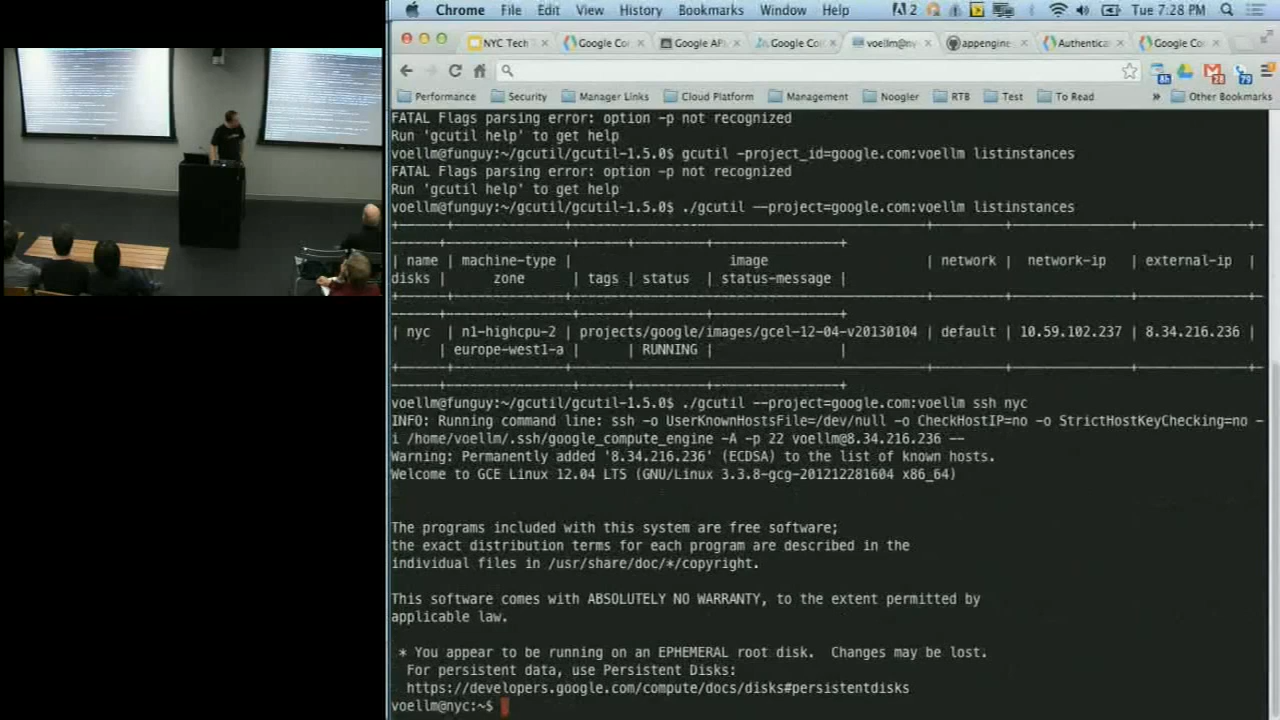 Chrome File Edit View History Bookmarks Window Help 2 Tue 7:28 PM
NYC Tech Google Co Google AP Google Co voellm@ny appengine Authentica Google Co
Performance Security Manager Links Cloud Platform Management Noogler RTB Test To Read » Other Bookmarks
FATAL Flags parsing error: option -p not recognized
Run 'gcutil help' to get help
voellm@funguy:~/gcutil/gcutil-1.5.0$ gcutil -project_id=google.com:voellm listinstances
FATAL Flags parsing error: option -p not recognized
Run 'gcutil help' to get help
voellm@funguy:~/gcutil/gcutil-1.5.0$ ./gcutil --project=google.com:voellm listinstances
| name | machine-type | image | network | network-ip | external-ip |
disks | zone | tags | status | status-message |
| nyc | n1-highcpu-2 | projects/google/images/gcel-12-04-v20130104 | default | 10.59.102.237 | 8.34.216.236 |
| europe-west1-a | | RUNNING | |
voellm@funguy:~/gcutil/gcutil-1.5.0$ ./gcutil --project=google.com:voellm ssh nyc
INFO: Running command line: ssh -o UserKnownHostsFile=/dev/null -o CheckHostIP=no -o StrictHostKeyChecking=no -
i /home/voellm/.ssh/google_compute_engine -A -p 22 voellm@8.34.216.236 --
Warning: Permanently added '8.34.216.236' (ECDSA) to the list of known hosts.
Welcome to GCE Linux 12.04 LTS (GNU/Linux 3.3.8-gcg-201212281604 x86_64)
The programs included with this system are free software;
the exact distribution terms for each program are described in the
individual files in /usr/share/doc/*/copyright.
This software comes with ABSOLUTELY NO WARRANTY, to the extent permitted by
applicable law.
* You appear to be running on an EPHEMERAL root disk. Changes may be lost.
For persistent data, use Persistent Disks:
https://developers.google.com/compute/docs/disks#persistentdisks
voellm@nyc:~$